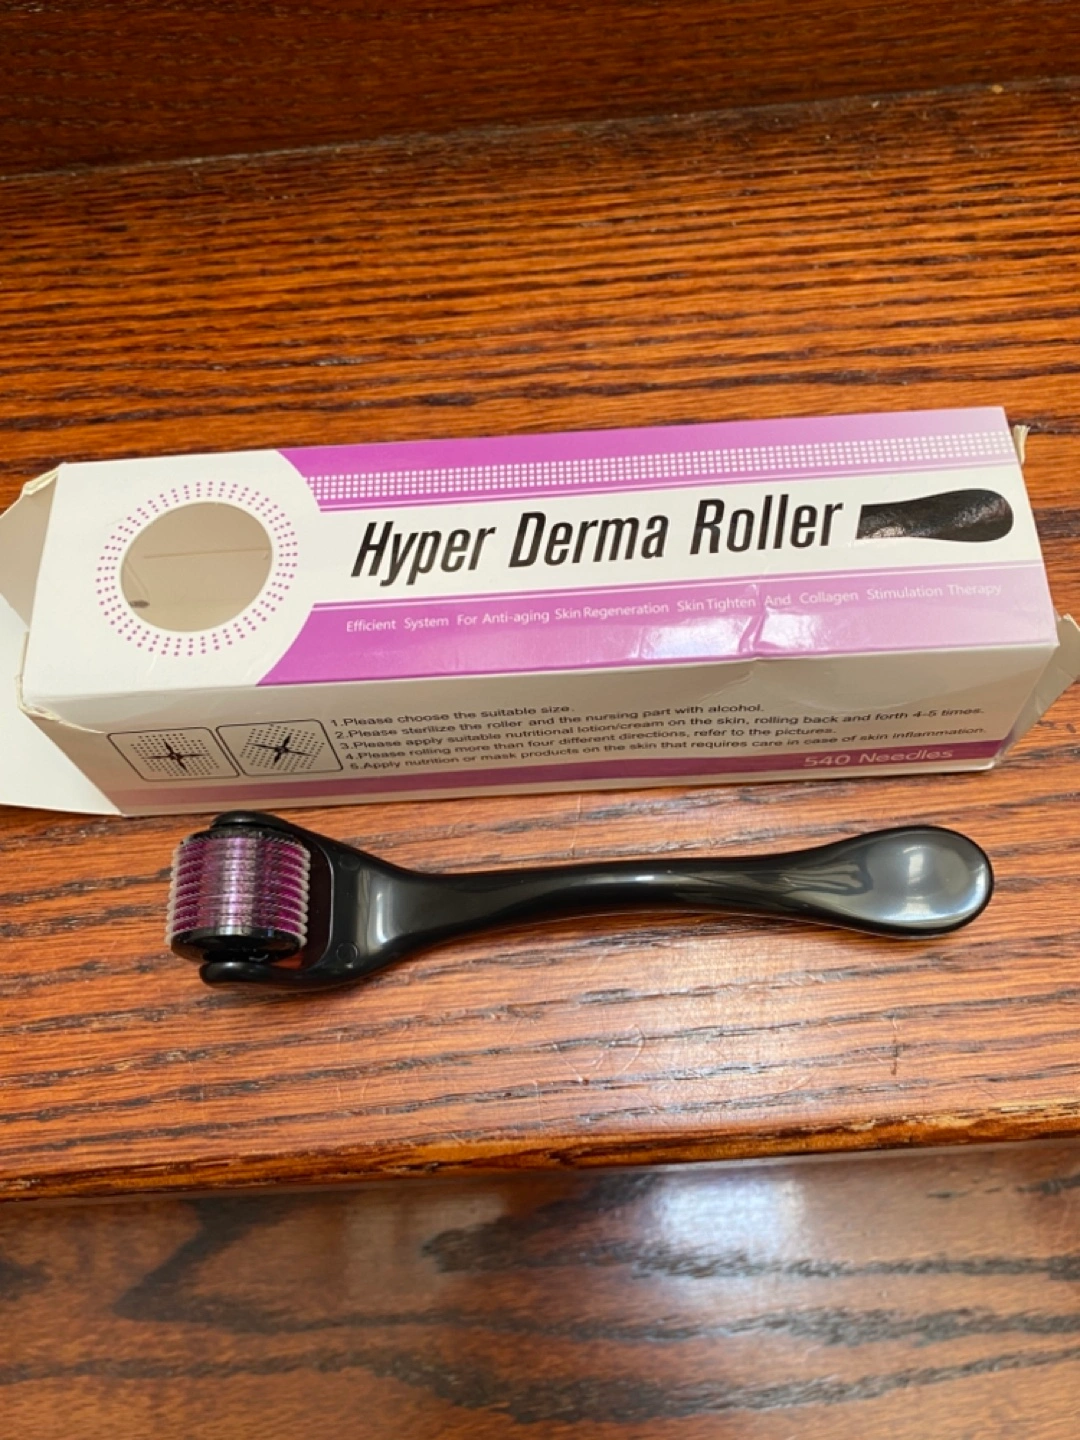 Hyper Derma Roller
Efficient System For Anti-aging Skin Regeneration Skin Tighten And Collagen Stimulation Therapy
1.Please choose the suitable size.
2.Please sterilize the roller and the nursing part with alcohol.
3.Please apply suitable nutritional lotion/cream on the skin, rolling back and forth 4-5 times.
4.Please rolling more than four different directions, refer to the pictures.
5.Apply nutrition or mask products on the skin that requires care in case of skin inflammation.
540 Needles